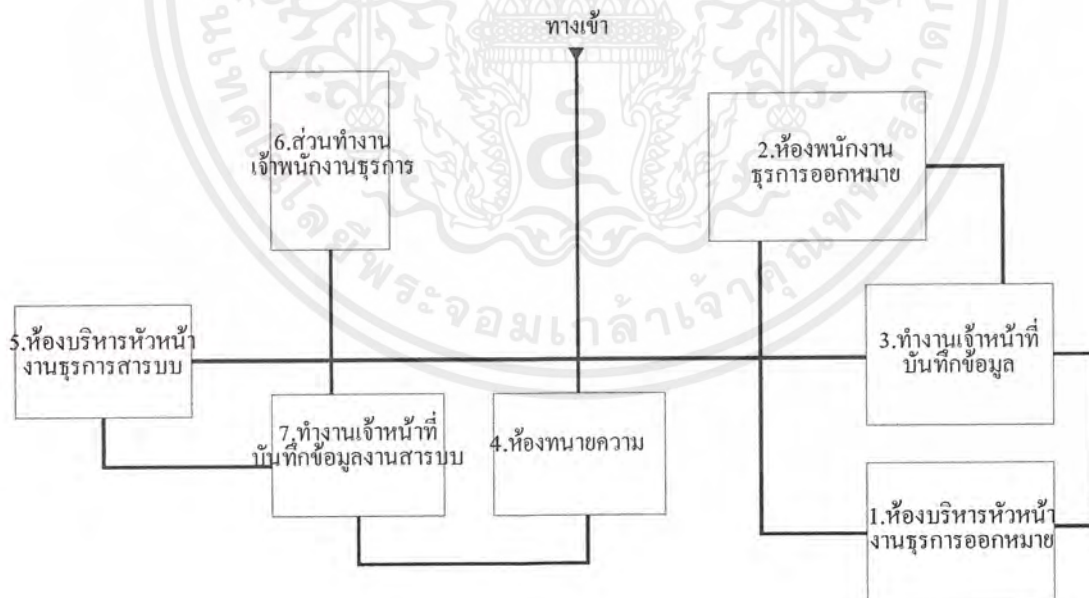 ทางเข้า
6.ส่วนทำงาน
เจ้าพนักงานธุรการ
2.ห้องพนักงาน
ธุรการออกหมาย
5.ห้องบริหารหัวหน้า
งานธุรการสารบบ
3.ทำงานเจ้าหน้าที่
บันทึกข้อมูล
7.ทำงานเจ้าหน้าที่
บันทึกข้อมูลงานสารบบ
4.ห้องทนายความ
1.ห้องบริหารหัวหน้า
งานธุรการออกหมาย